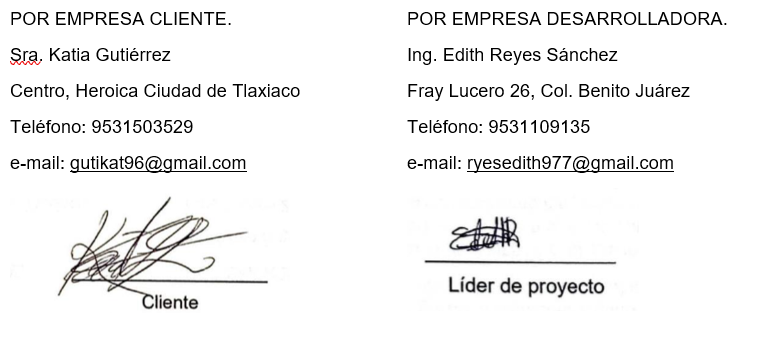 POR EMPRESA CLIENTE.
Sra. Katia Gutiérrez
Centro, Heroica Ciudad de Tlaxiaco
Teléfono: 9531503529
e-mail: gutikat96@gmail.com
Cliente
POR EMPRESA DESARROLLADORA.
Ing. Edith Reyes Sánchez
Fray Lucero 26, Col. Benito Juárez
Teléfono: 9531109135
e-mail: ryesedith977@gmail.com
Líder de proyecto